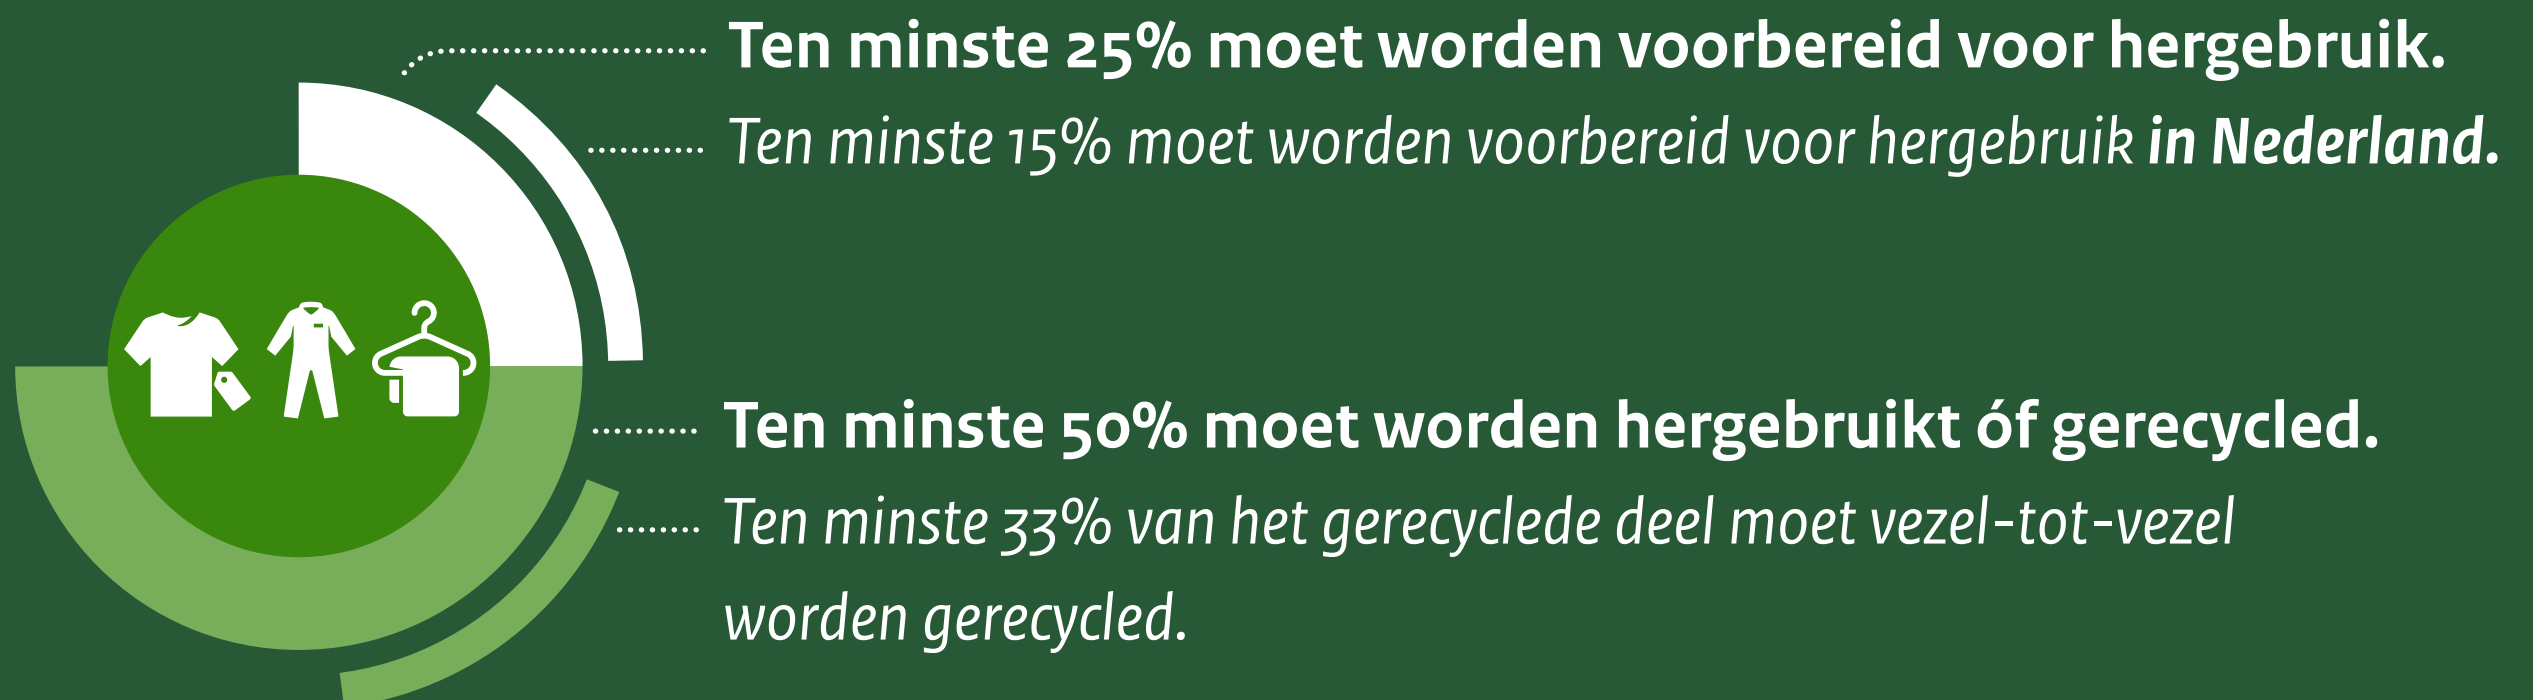 Ten minste 25% moet worden voorbereid voor hergebruik.
Ten minste 15% moet worden voorbereid voor hergebruik in Nederland.
Ten minste 50% moet worden hergebruikt óf gerecycled.
Ten minste 33% van het gerecyclede deel moet vezel-tot-vezel
worden gerecycled.